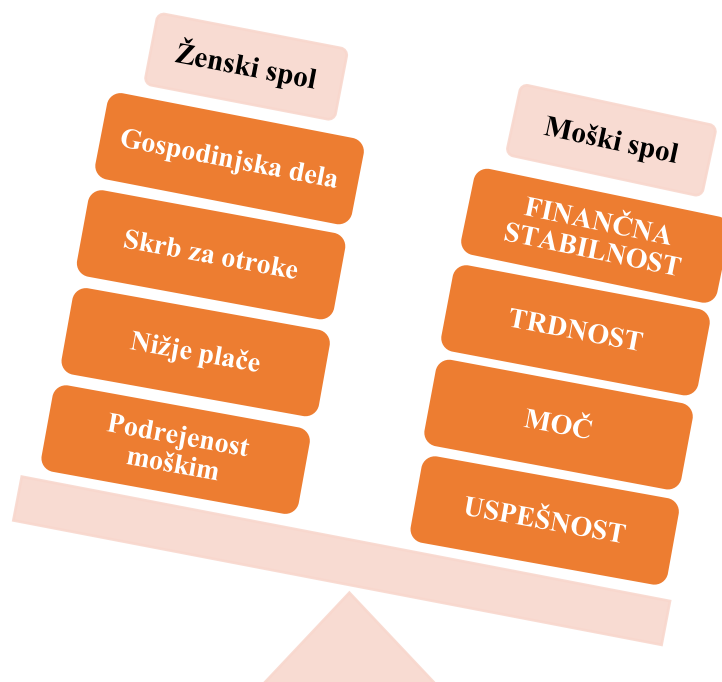 Ženski spol
Gospodinjska dela
Skrb za otroke
Nižje plače
Podrejenost
moškim
Moški spol
FINANČNA
STABILNOST
TRDNOST
MOČ
USPEŠNOST